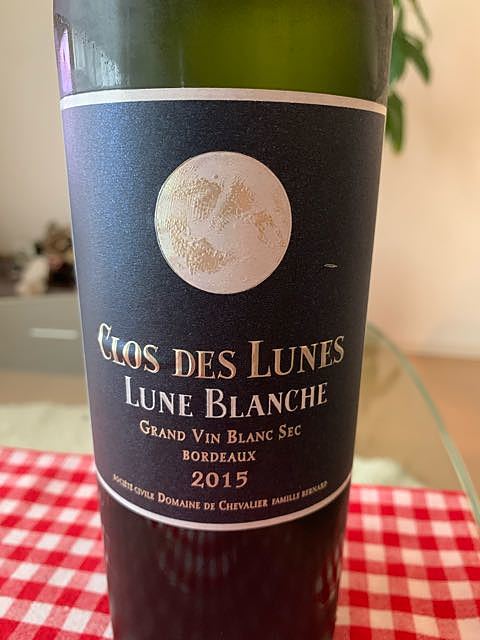 CLOS DES LUNES
LUNE BLANCHE
GRAND VIN BLANC SEC
BORDEAUX
2015
SOCIÉTÉ CIVILE DOMAINE DE CHEVALIER FAMILLE BERNARD